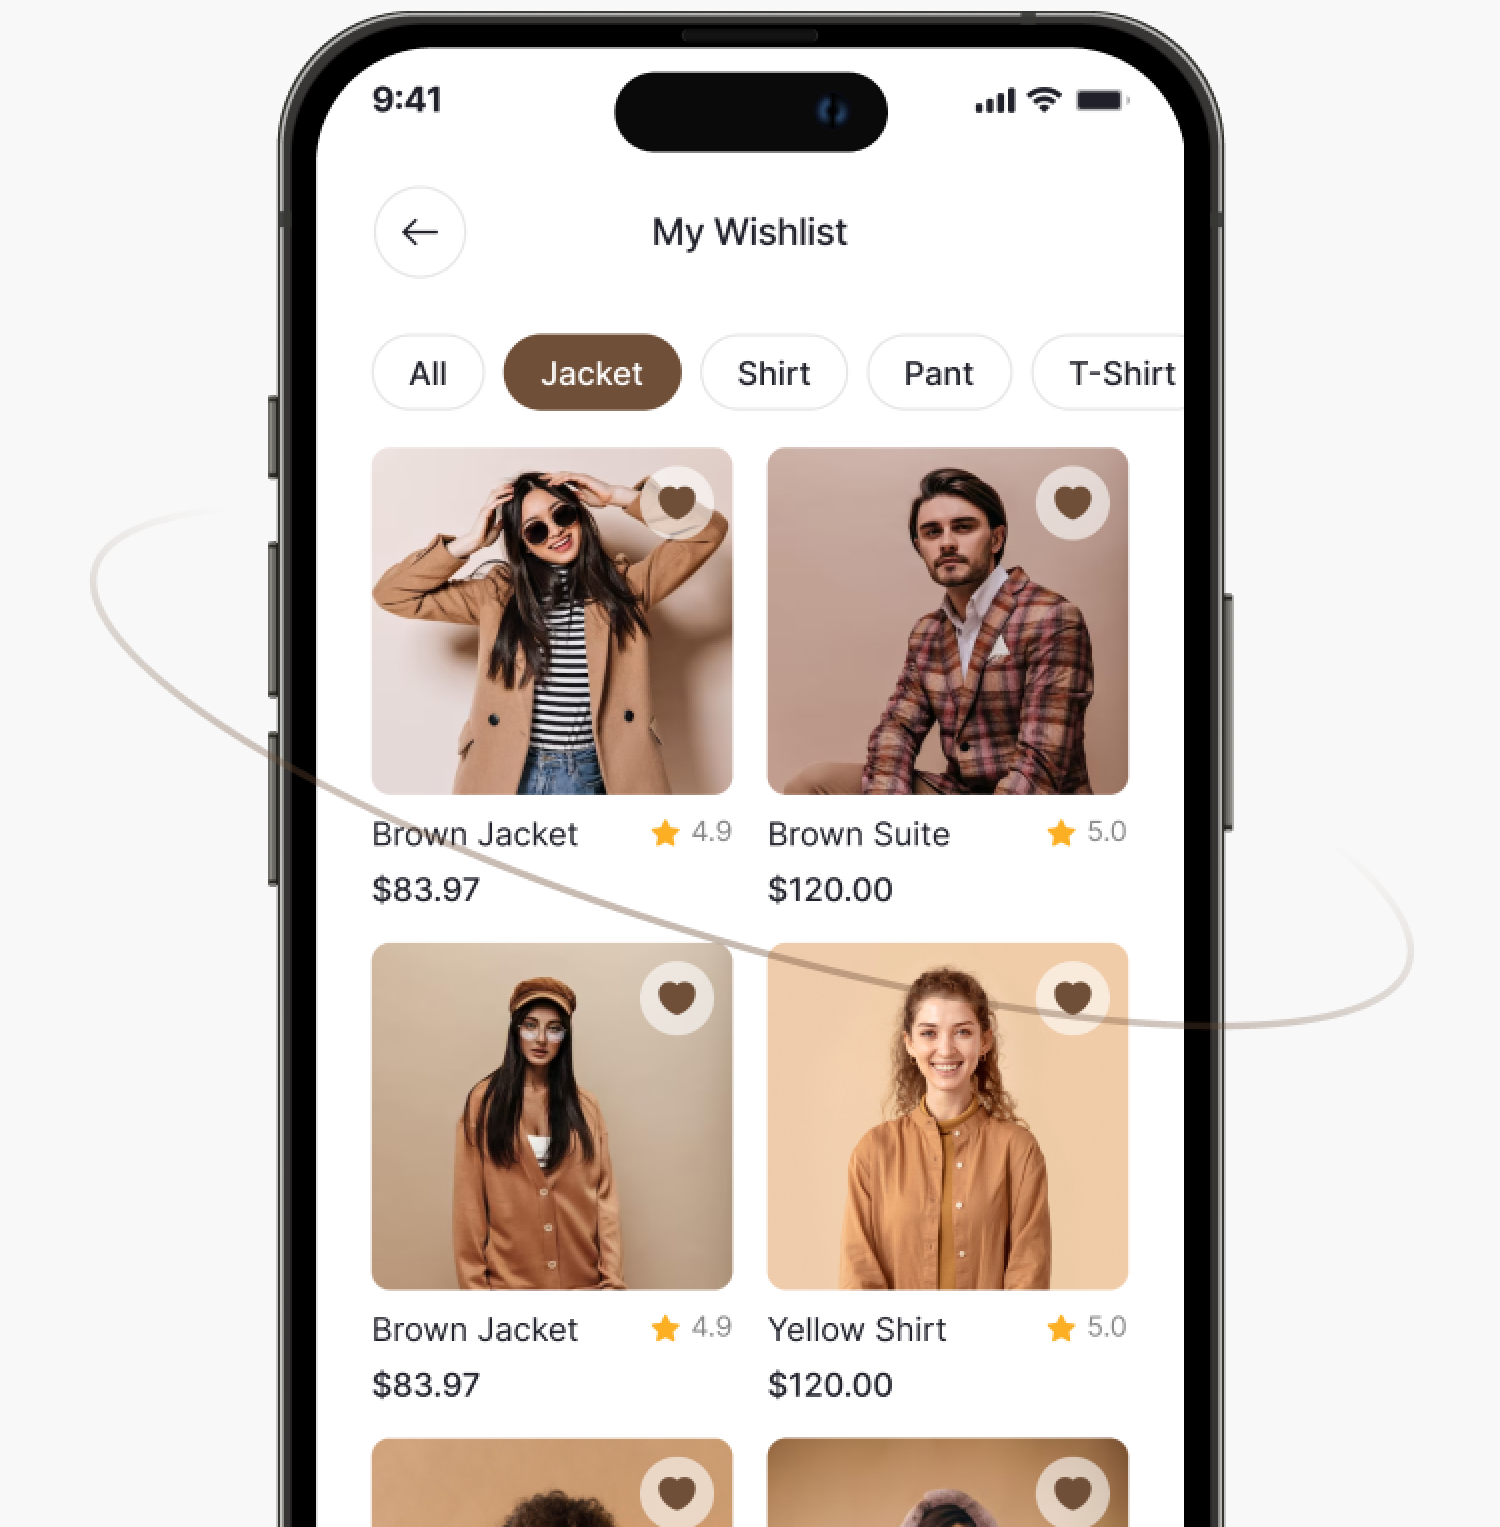 9:41
My Wishlist
All Jacket Shirt Pant T-Shirt
Brown Jacket 4.9 Brown Suite 5.0
$83.97 $120.00
Brown Jacket 4.9 Yellow Shirt 5.0
$83.97 $120.00